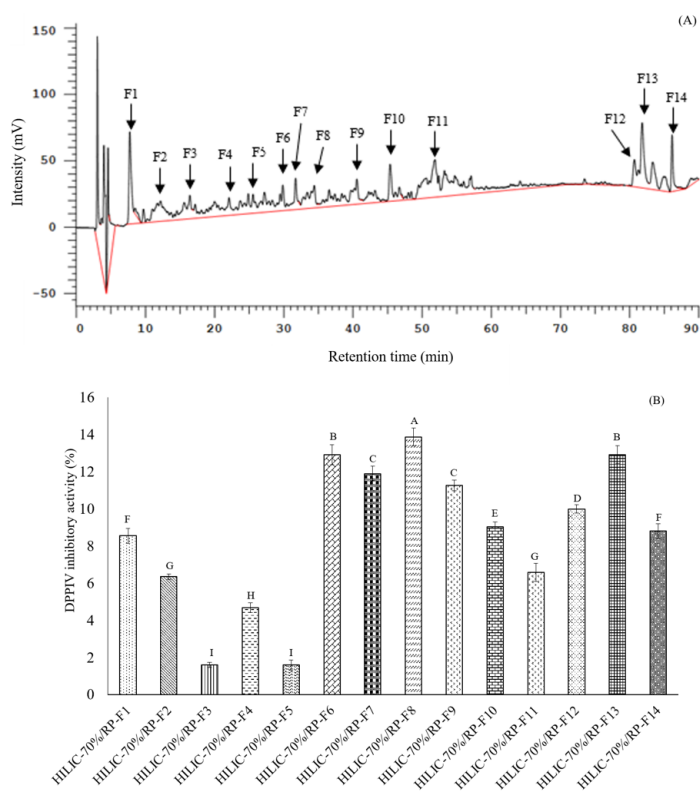 (A)
150
100
50
0
−50
Intensity (mV)
F1
F2
F3
F4
F5
F6
F7
F8
F9
F10
F11
F12
F13
F14
0 10 20 30 40 50 60 70 80 90
Retention time (min)
(B)
16
14
12
10
8
6
4
2
0
DPPIV inhibitory activity (%)
F
G
I
H
I
B
C
A
C
E
G
D
B
F
HILIC-70%/RP-F1
HILIC-70%/RP-F2
HILIC-70%/RP-F3
HILIC-70%/RP-F4
HILIC-70%/RP-F5
HILIC-70%/RP-F6
HILIC-70%/RP-F7
HILIC-70%/RP-F8
HILIC-70%/RP-F9
HILIC-70%/RP-F10
HILIC-70%/RP-F11
HILIC-70%/RP-F12
HILIC-70%/RP-F13
HILIC-70%/RP-F14